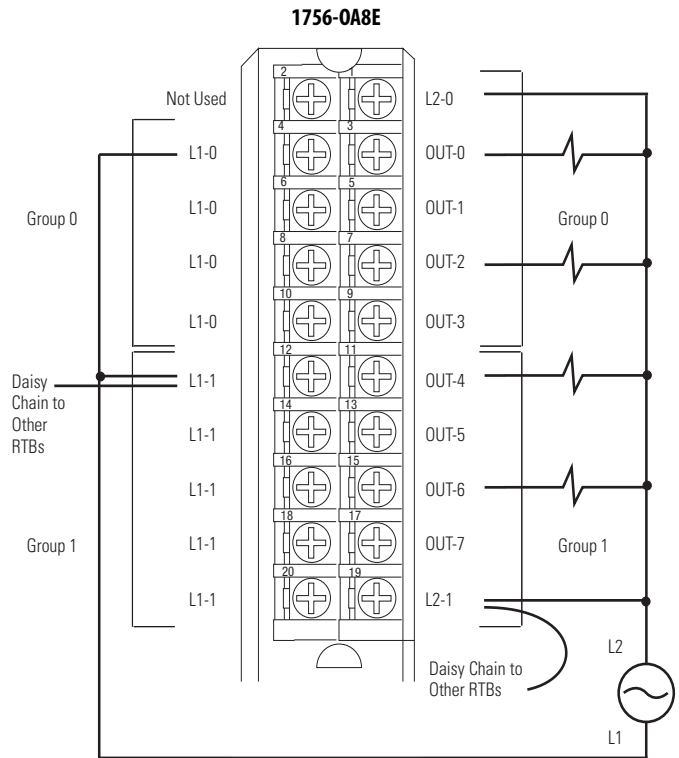 1756-OA8E
2 1
Not Used L2-0
4 3
L1-0 OUT-0
6 5
L1-0 OUT-1
Group 0 Group 0
8 7
L1-0 OUT-2
10 9
L1-0 OUT-3
12 11
L1-1 OUT-4
Daisy
Chain to
Other
RTBs
14 13
L1-1 OUT-5
16 15
L1-1 OUT-6
18 17
L1-1 OUT-7
Group 1 Group 1
20 19
L1-1 L2-1
Daisy Chain to
Other RTBs
L2
L1